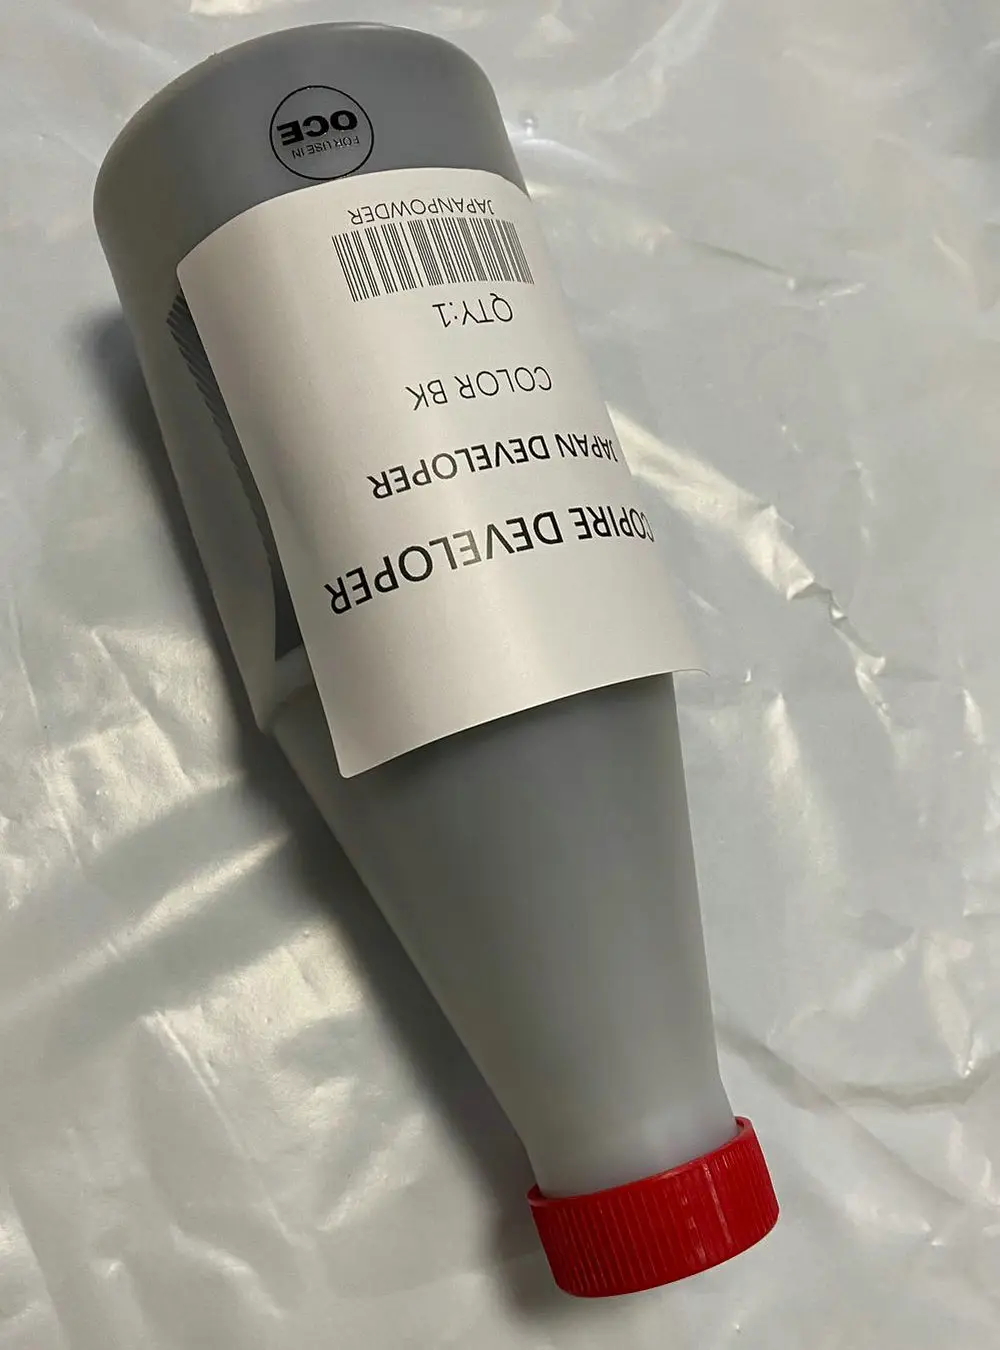 COPIRE DEVELOPER
JAPAN DEVELOPER
COLOR BK
QTY:1
JAPANPOWDER
FOR USE IN
OCE